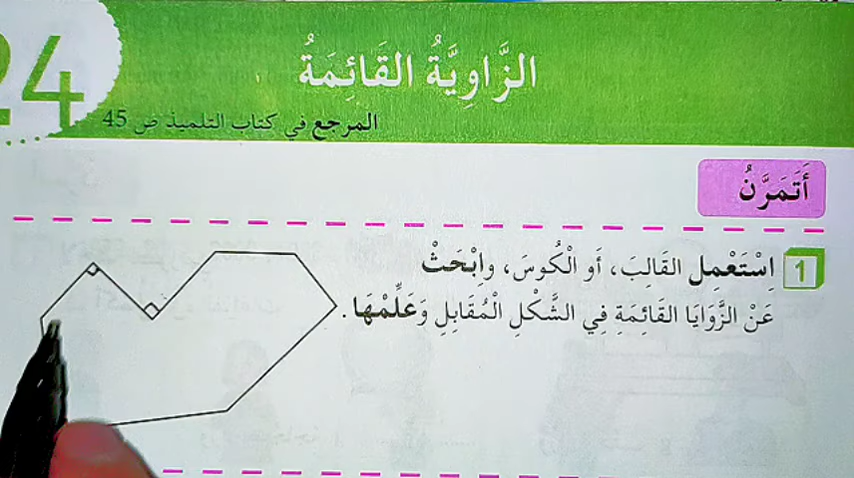 24
الزَّاوِيَّةُ القَائِمَةُ
المرجع في كتاب التلميذ ص 45
أَتَمَرَّنُ
1 اِسْتَعْمِل القَالِبَ، أَو الْكُوسَ، واِبْحَثْ
عَنْ الزَّوَايَا القَائِمَةِ فِي الشَّكْلِ الْمُقَابِلِ وَعَلِّمْهَا.